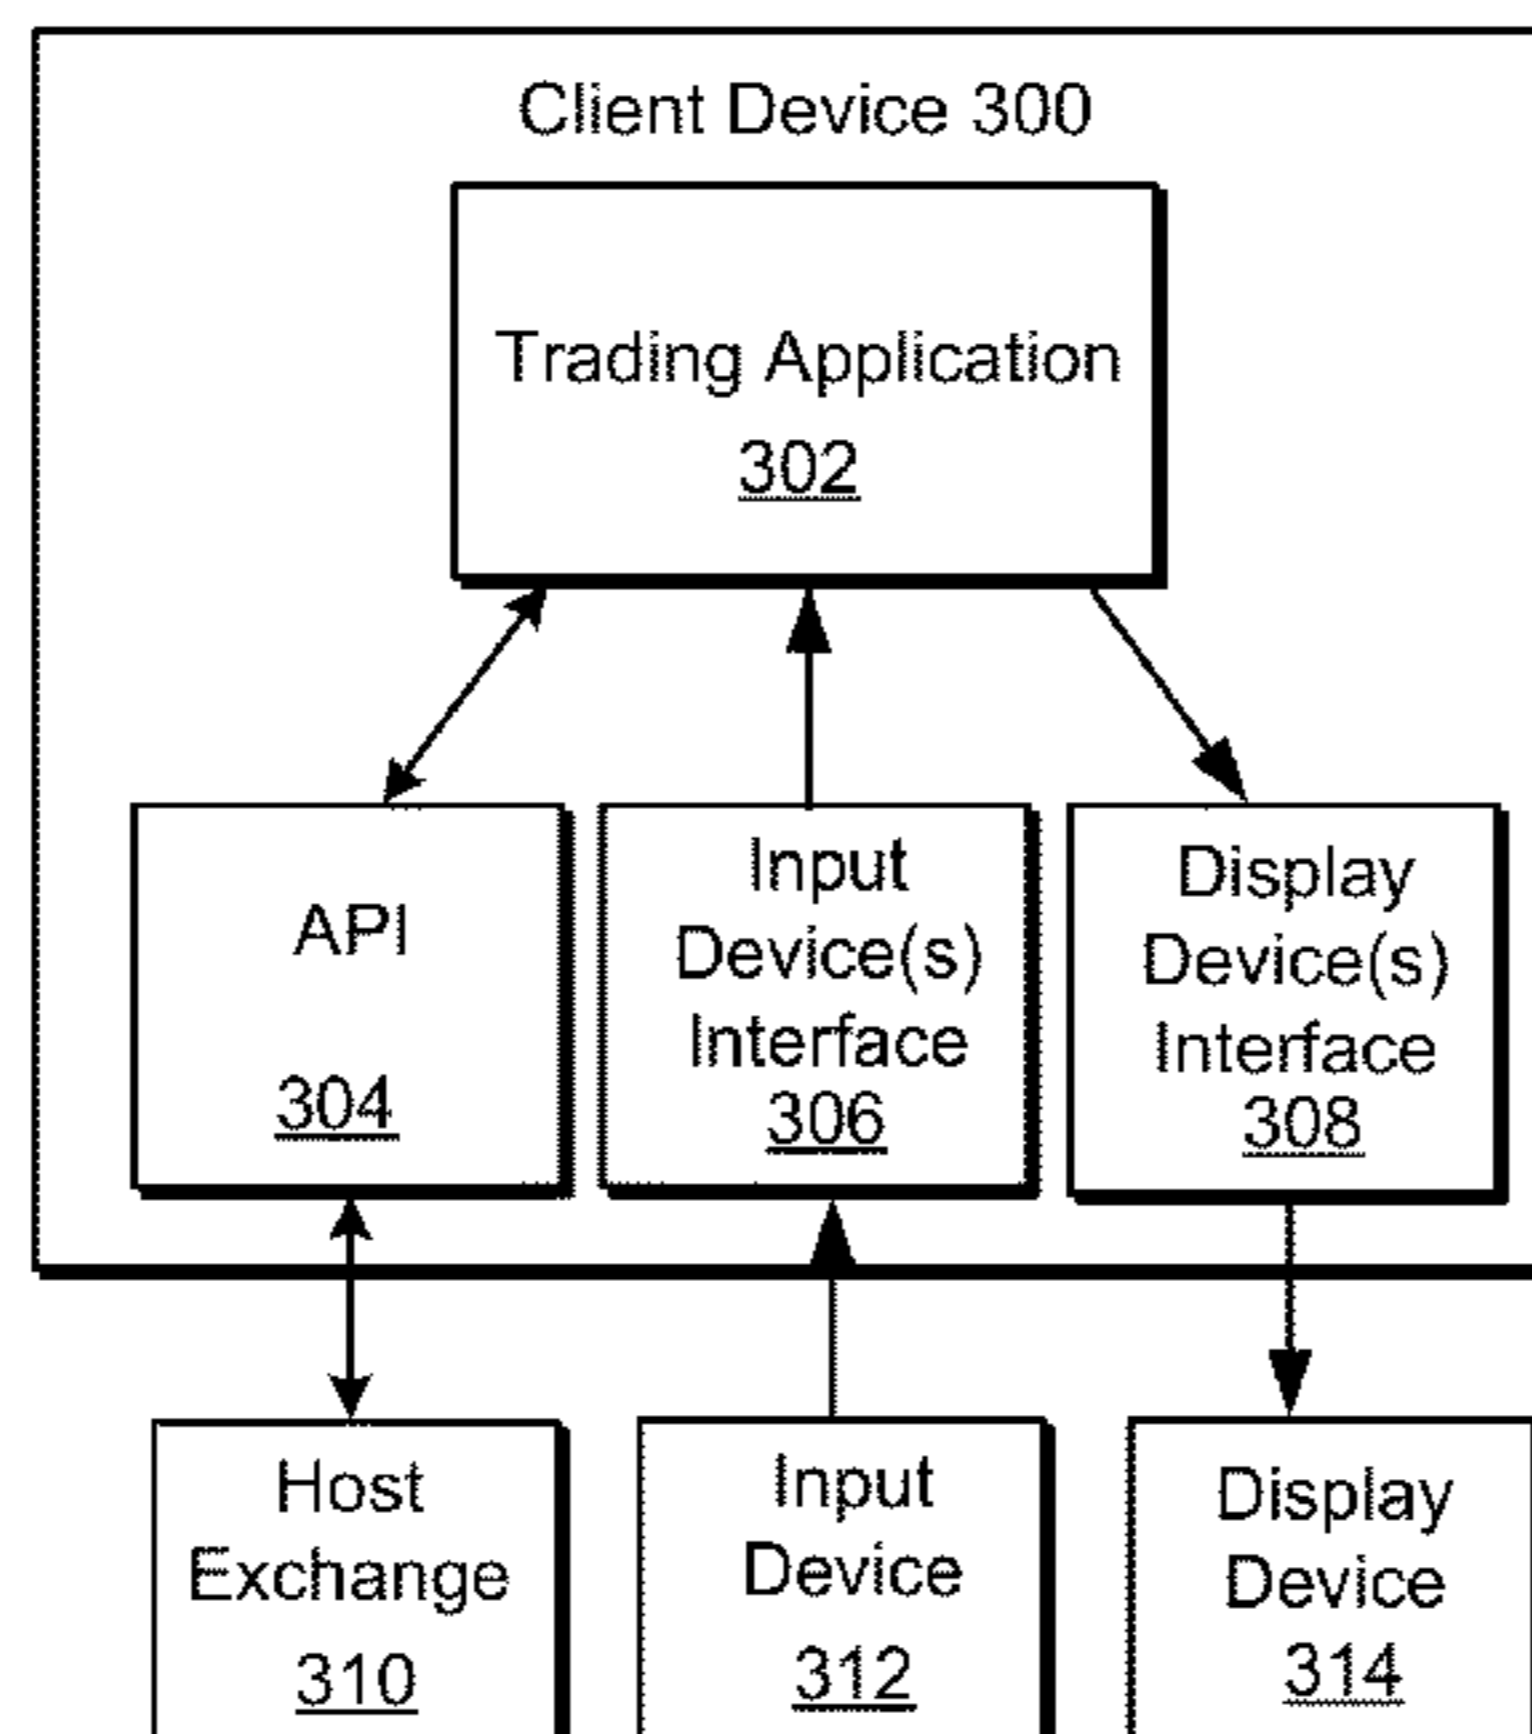 Client Device 300
Trading Application
302
API
304
Input
Device(s)
Interface
306
Display
Device(s)
Interface
308
Host
Exchange
310
Input
Device
312
Display
Device
314